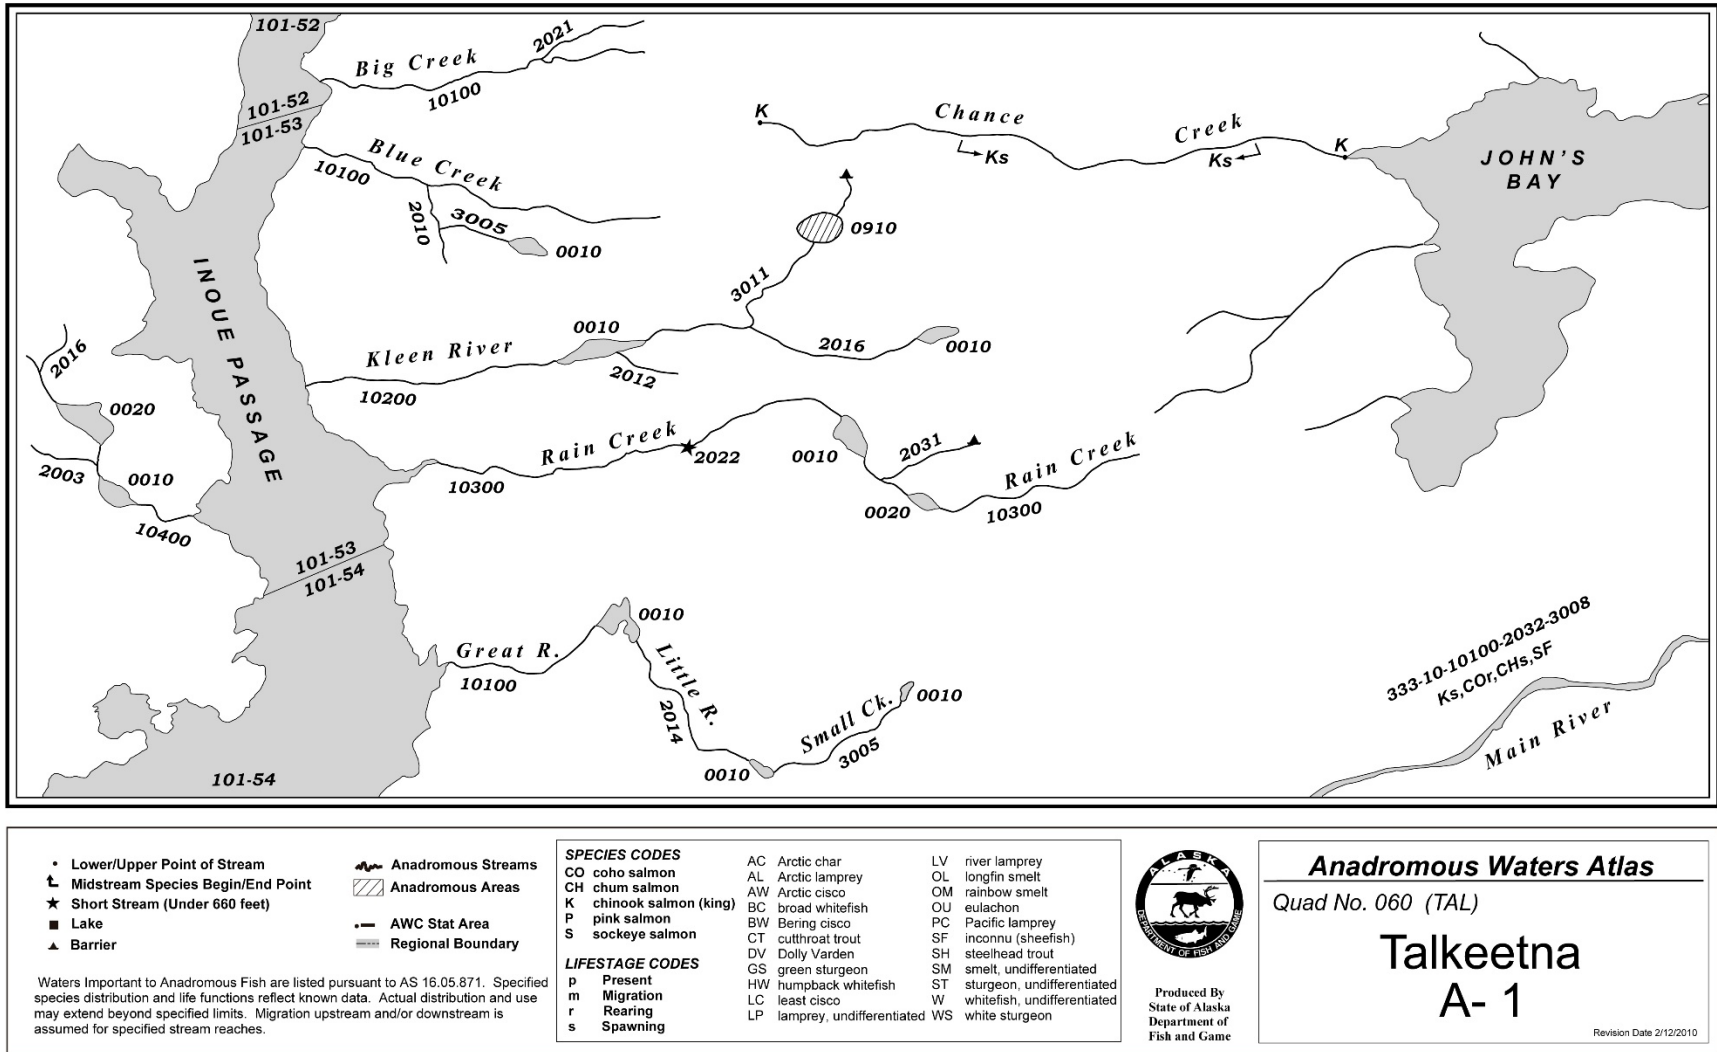 101-52
Big Creek
2021
10100
101-52
101-53
Blue Creek
10100
2010
3005
0010
K
Chance Creek
K
Ks
Ks
JOHN'S
BAY
0910
3011
INOUE PASSAGE
0010
Kleen River
10200
2012
2016
0010
2016
0020
2003
0010
10400
Rain Creek
10300
2022
0010
2031
0020
Rain Creek
10300
101-53
101-54
Great R.
10100
0010
Little R.
2014
0010
Small Ck.
3005
0010
101-54
333-10-10100-2032-3008
Ks,COr,CHs,SF
Main River
Lower/Upper Point of Stream
Midstream Species Begin/End Point
Short Stream (Under 660 feet)
Lake
Barrier
Anadromous Streams
Anadromous Areas
AWC Stat Area
Regional Boundary
Waters Important to Anadromous Fish are listed pursuant to AS 16.05.871. Specified
species distribution and life functions reflect known data. Actual distribution and use
may extend beyond specified limits. Migration upstream and/or downstream is
assumed for specified stream reaches.
SPECIES CODES
CO coho salmon
CH chum salmon
K chinook salmon (king)
P pink salmon
S sockeye salmon
LIFESTAGE CODES
p Present
m Migration
r Rearing
s Spawning
AC Arctic char
AL Arctic lamprey
AW Arctic cisco
BC broad whitefish
BW Bering cisco
CT cutthroat trout
DV Dolly Varden
GS green sturgeon
HW humpback whitefish
LC least cisco
LP lamprey, undifferentiated
LV river lamprey
OL longfin smelt
OM rainbow smelt
OU eulachon
PC Pacific lamprey
SF inconnu (sheefish)
SH steelhead trout
SM smelt, undifferentiated
ST sturgeon, undifferentiated
W whitefish, undifferentiated
WS white sturgeon
ALASKA
DEPARTMENT OF FISH AND GAME
Produced By
State of Alaska
Department of
Fish and Game
Anadromous Waters Atlas
Quad No. 060 (TAL)
Talkeetna
A- 1
Revision Date 2/12/2010